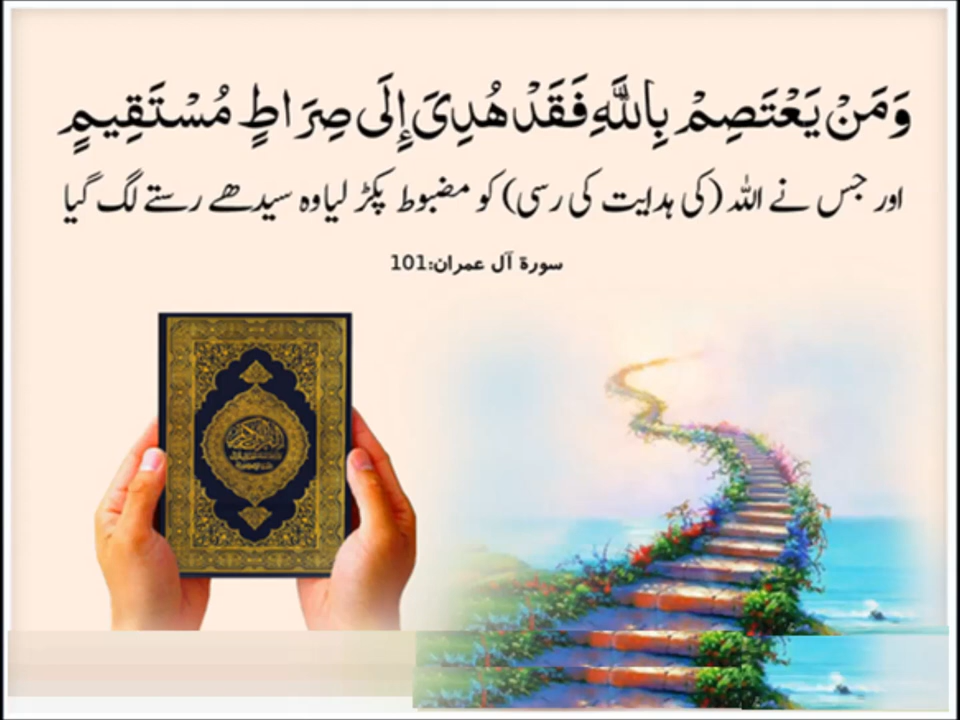 وَمَنْ يَعْتَصِمْ بِاللَّهِ فَقَدْ هُدِىَ إِلَى صِرَاطٍ مُسْتَقِيمٍ
اور جس نے اللہ (کی ہدایت کی رسی) کو مضبوط پکڑ لیا وہ سیدھے رستے لگ گیا
سورة آل عمران:101